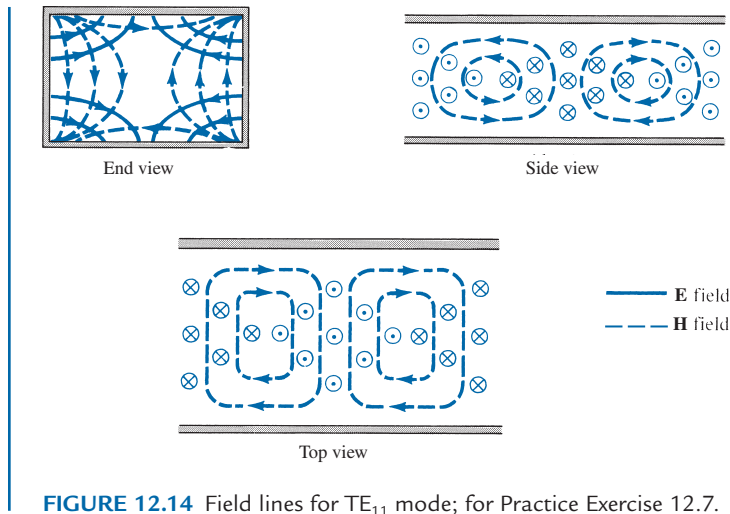 End view
Side view
E field
H field
Top view
FIGURE 12.14 Field lines for TE₁₁ mode; for Practice Exercise 12.7.